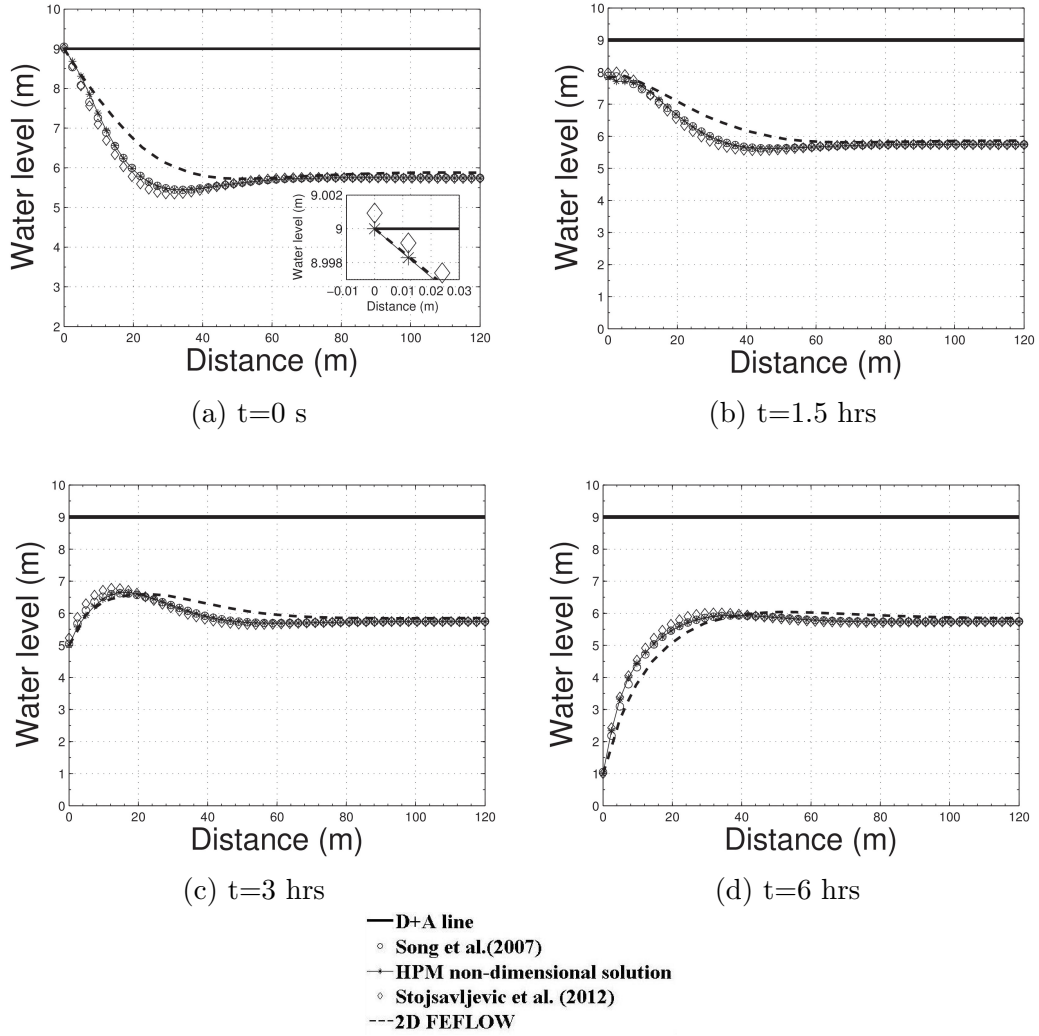 10
9
8
7
6
5
4
3
2
Water level (m)
9.002
9
8.998
Water level (m)
−0.01 0 0.01 0.02 0.03
Distance (m)
0 20 40 60 80 100 120
Distance (m)
(a) t=0 s
10
9
8
7
6
5
4
3
2
1
0
Water level (m)
0 20 40 60 80 100 120
Distance (m)
(b) t=1.5 hrs
10
9
8
7
6
5
4
3
2
1
0
Water level (m)
0 20 40 60 80 100 120
Distance (m)
(c) t=3 hrs
10
9
8
7
6
5
4
3
2
1
0
Water level (m)
0 20 40 60 80 100 120
Distance (m)
(d) t=6 hrs
D+A line
Song et al.(2007)
HPM non-dimensional solution
Stojsavljevic et al. (2012)
2D FEFLOW